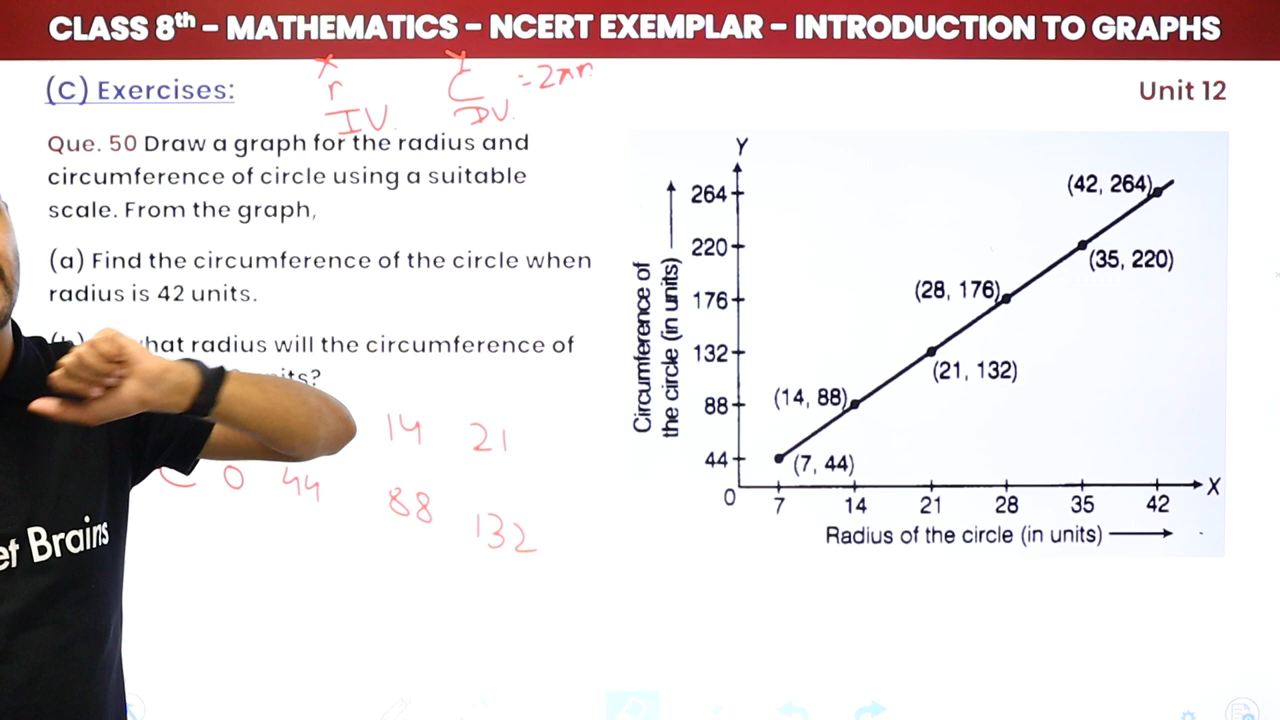 CLASS 8th – MATHEMATICS – NCERT EXEMPLAR – INTRODUCTION TO GRAPHS
(C) Exercises:
Unit 12
x
r
IV.
Y
C = 2πr
DV.
Que. 50 Draw a graph for the radius and
circumference of circle using a suitable
scale. From the graph,
(a) Find the circumference of the circle when
radius is 42 units.
hat radius will the circumference of
its?
14 21
C 0 44 88 132
et Brains
Y
Circumference of
the circle (in units)
264
220
176
132
88
44
0
(42, 264)
(35, 220)
(28, 176)
(21, 132)
(14, 88)
(7, 44)
7 14 21 28 35 42 X
Radius of the circle (in units)